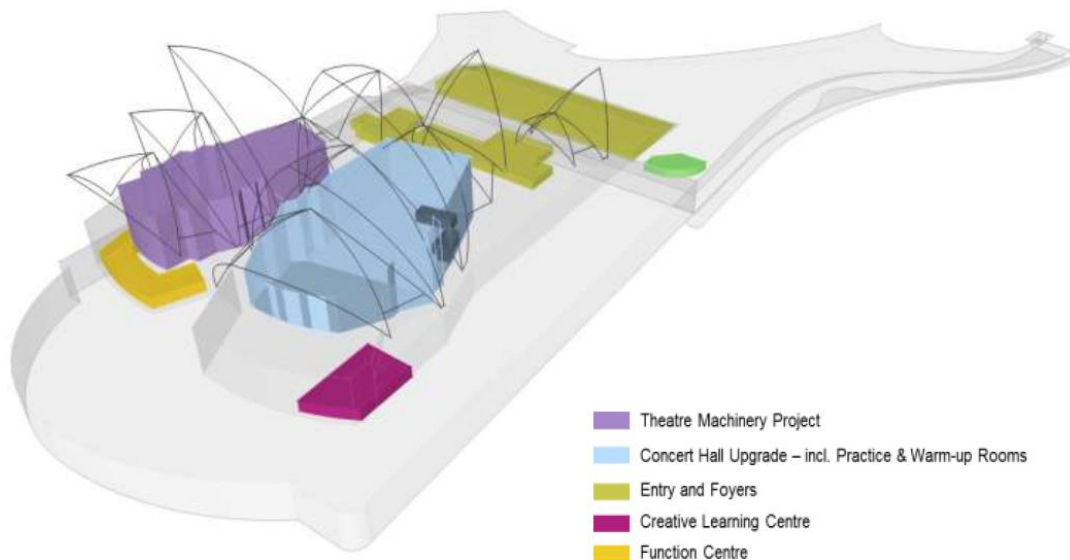 Theatre Machinery Project
Concert Hall Upgrade – incl. Practice & Warm-up Rooms
Entry and Foyers
Creative Learning Centre
Function Centre